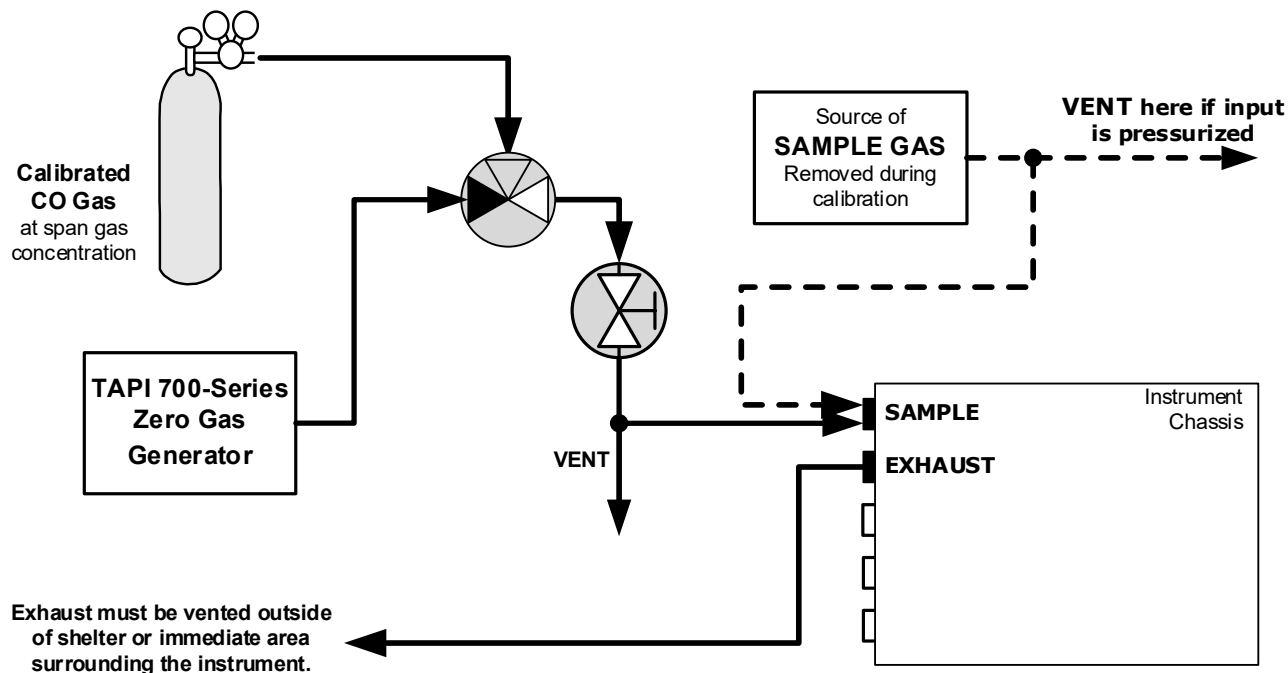 Calibrated
CO Gas
at span gas
concentration
Source of
SAMPLE GAS
Removed during
calibration
VENT here if input
is pressurized
TAPI 700-Series
Zero Gas
Generator
VENT
SAMPLE
EXHAUST
Instrument
Chassis
Exhaust must be vented outside
of shelter or immediate area
surrounding the instrument.